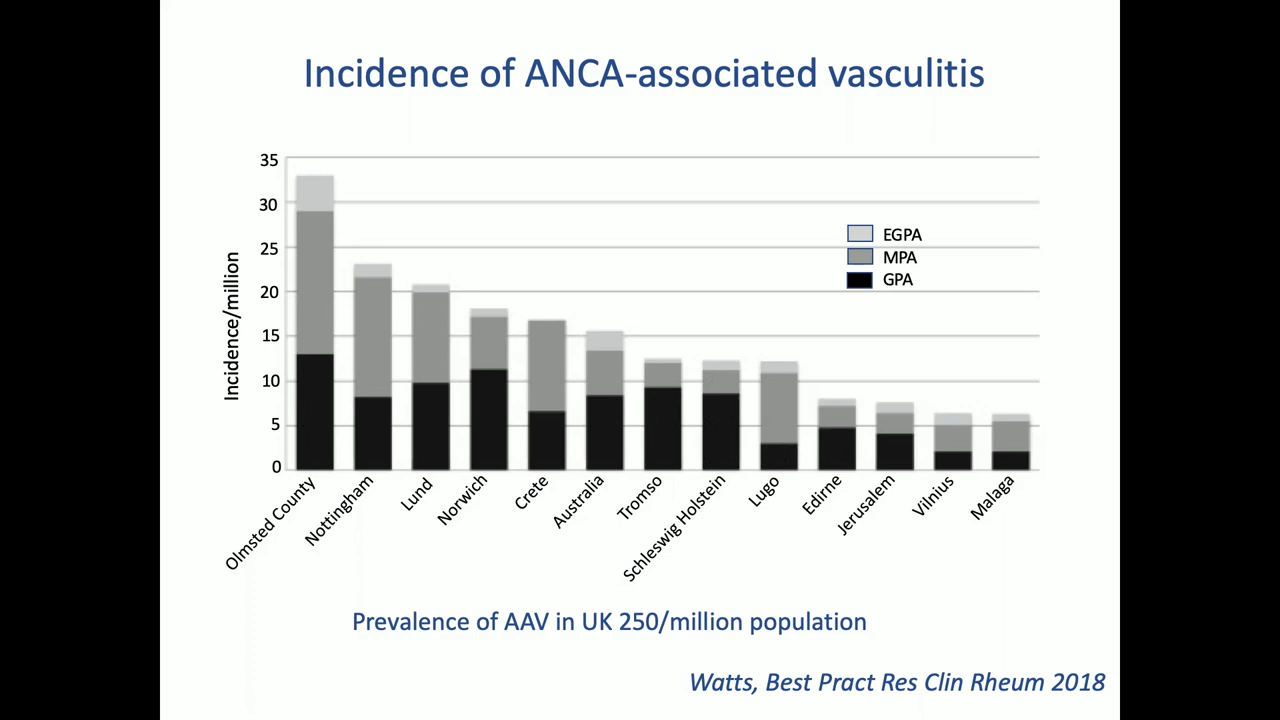 Incidence of ANCA-associated vasculitis
Incidence/million
35
30
25
20
15
10
5
0
EGPA
MPA
GPA
Olmsted County
Nottingham
Lund
Norwich
Crete
Australia
Tromso
Schleswig Holstein
Lugo
Edirne
Jerusalem
Vilnius
Malaga
Prevalence of AAV in UK 250/million population
Watts, Best Pract Res Clin Rheum 2018